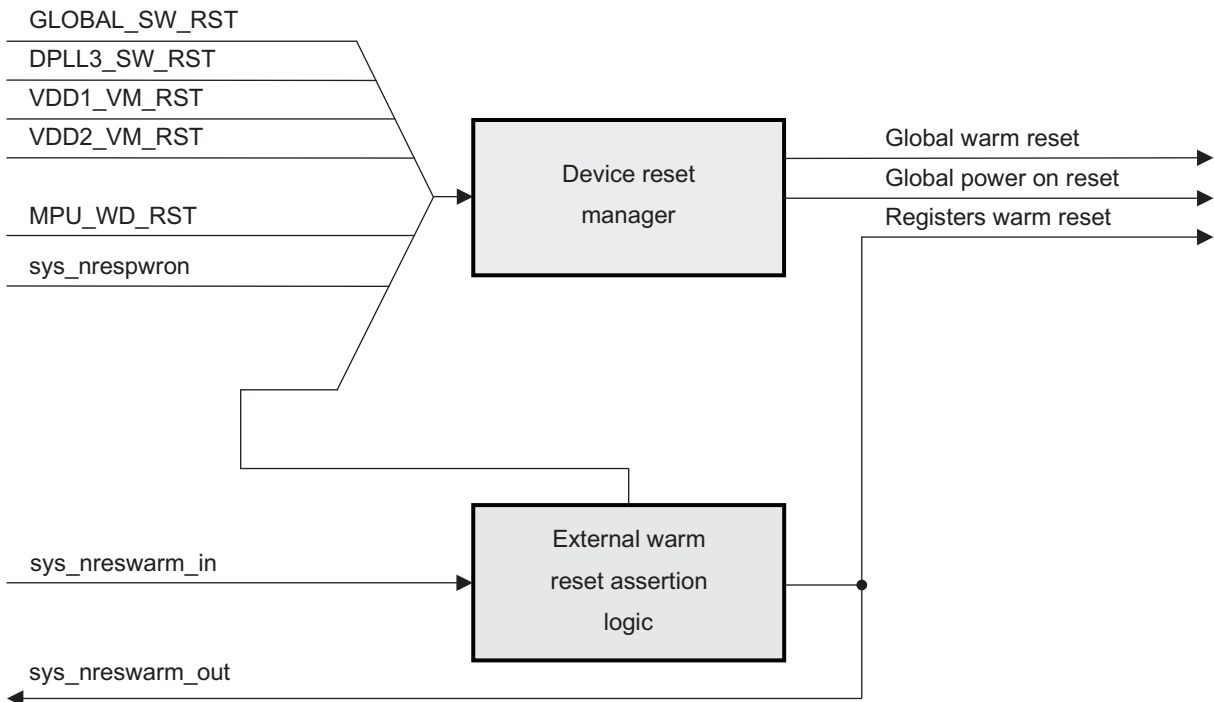 GLOBAL_SW_RST
DPLL3_SW_RST
VDD1_VM_RST
VDD2_VM_RST
MPU_WD_RST
sys_nrespwron
Device reset
manager
Global warm reset
Global power on reset
Registers warm reset
sys_nreswarm_in
External warm
reset assertion
logic
sys_nreswarm_out